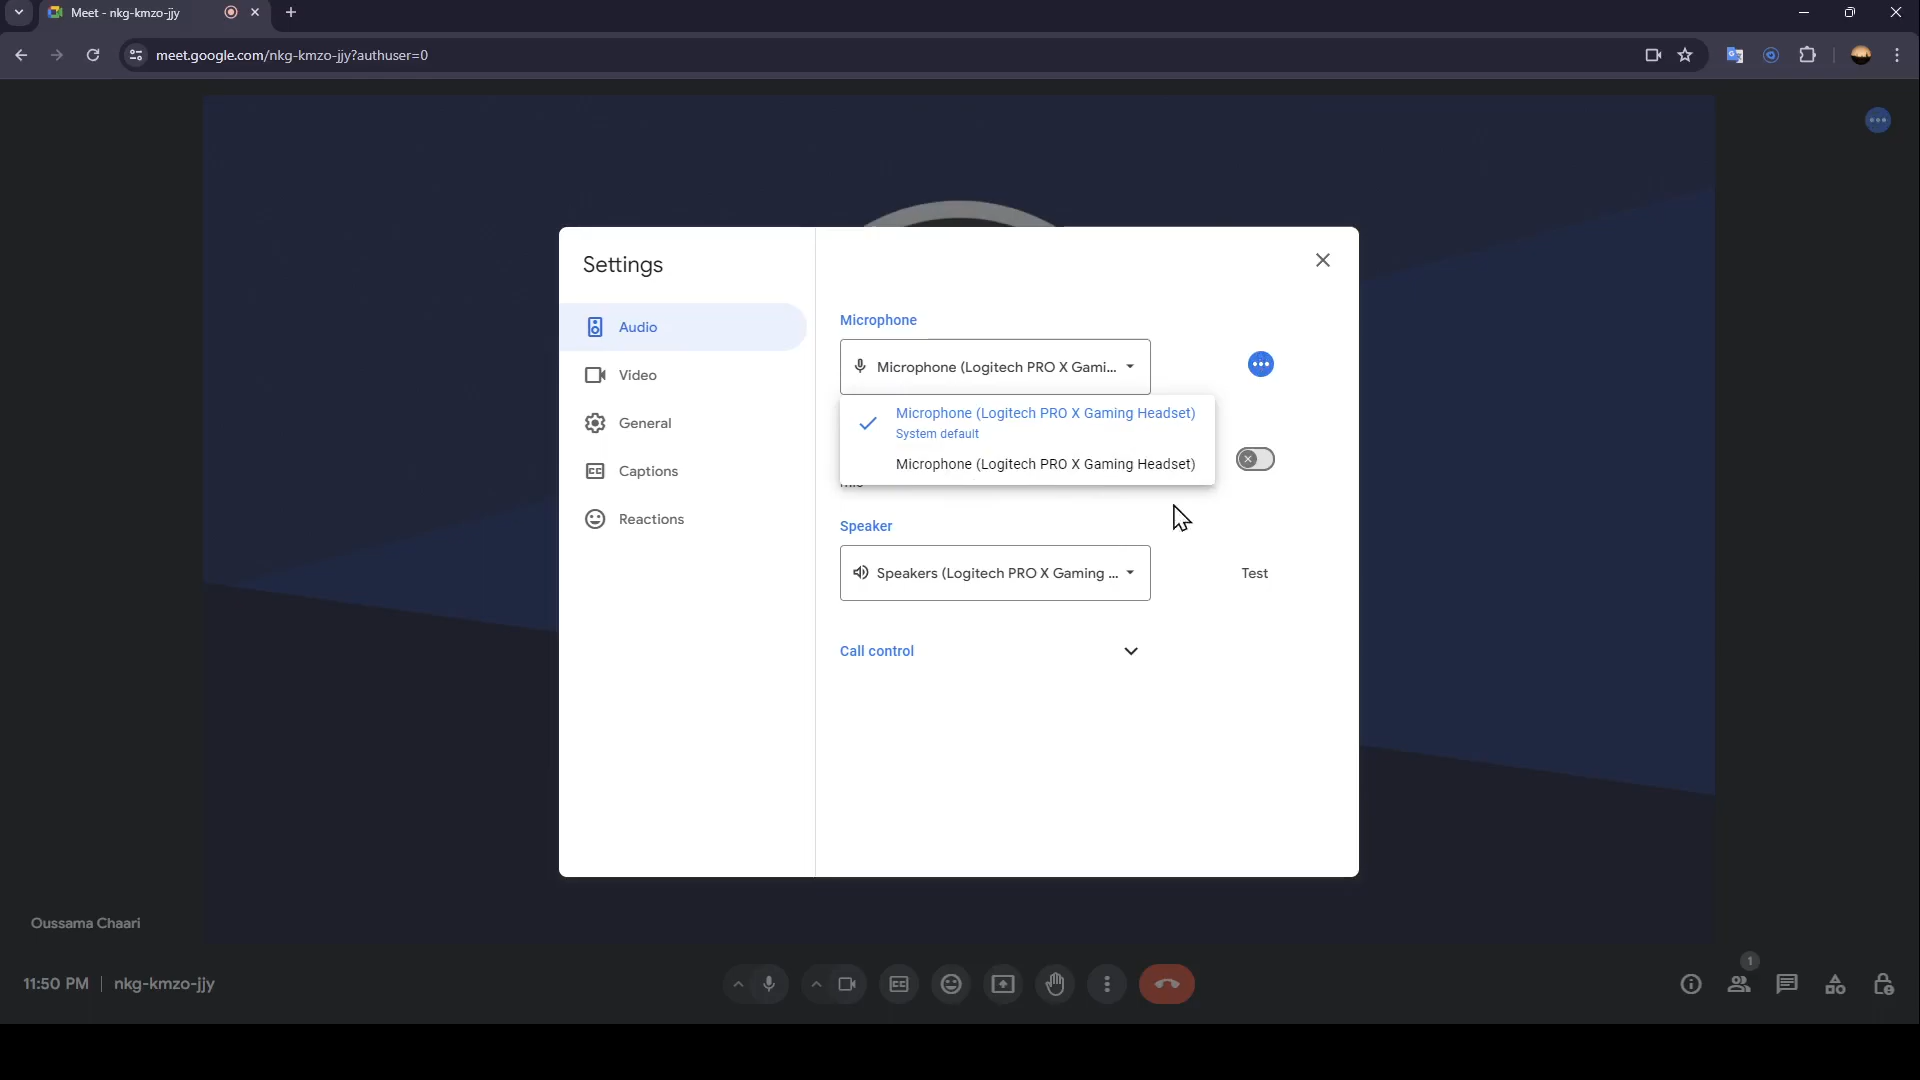 Meet - nkg-kmzo-jjy
meet.google.com/nkg-kmzo-jjy?authuser=0
Settings
Audio
Video
General
Captions
Reactions
Microphone
Microphone (Logitech PRO X Gami...
Microphone (Logitech PRO X Gaming Headset)
System default
Microphone (Logitech PRO X Gaming Headset)
Speaker
Speakers (Logitech PRO X Gaming ...
Test
Call control
Oussama Chaari
11:50 PM | nkg-kmzo-jjy
1